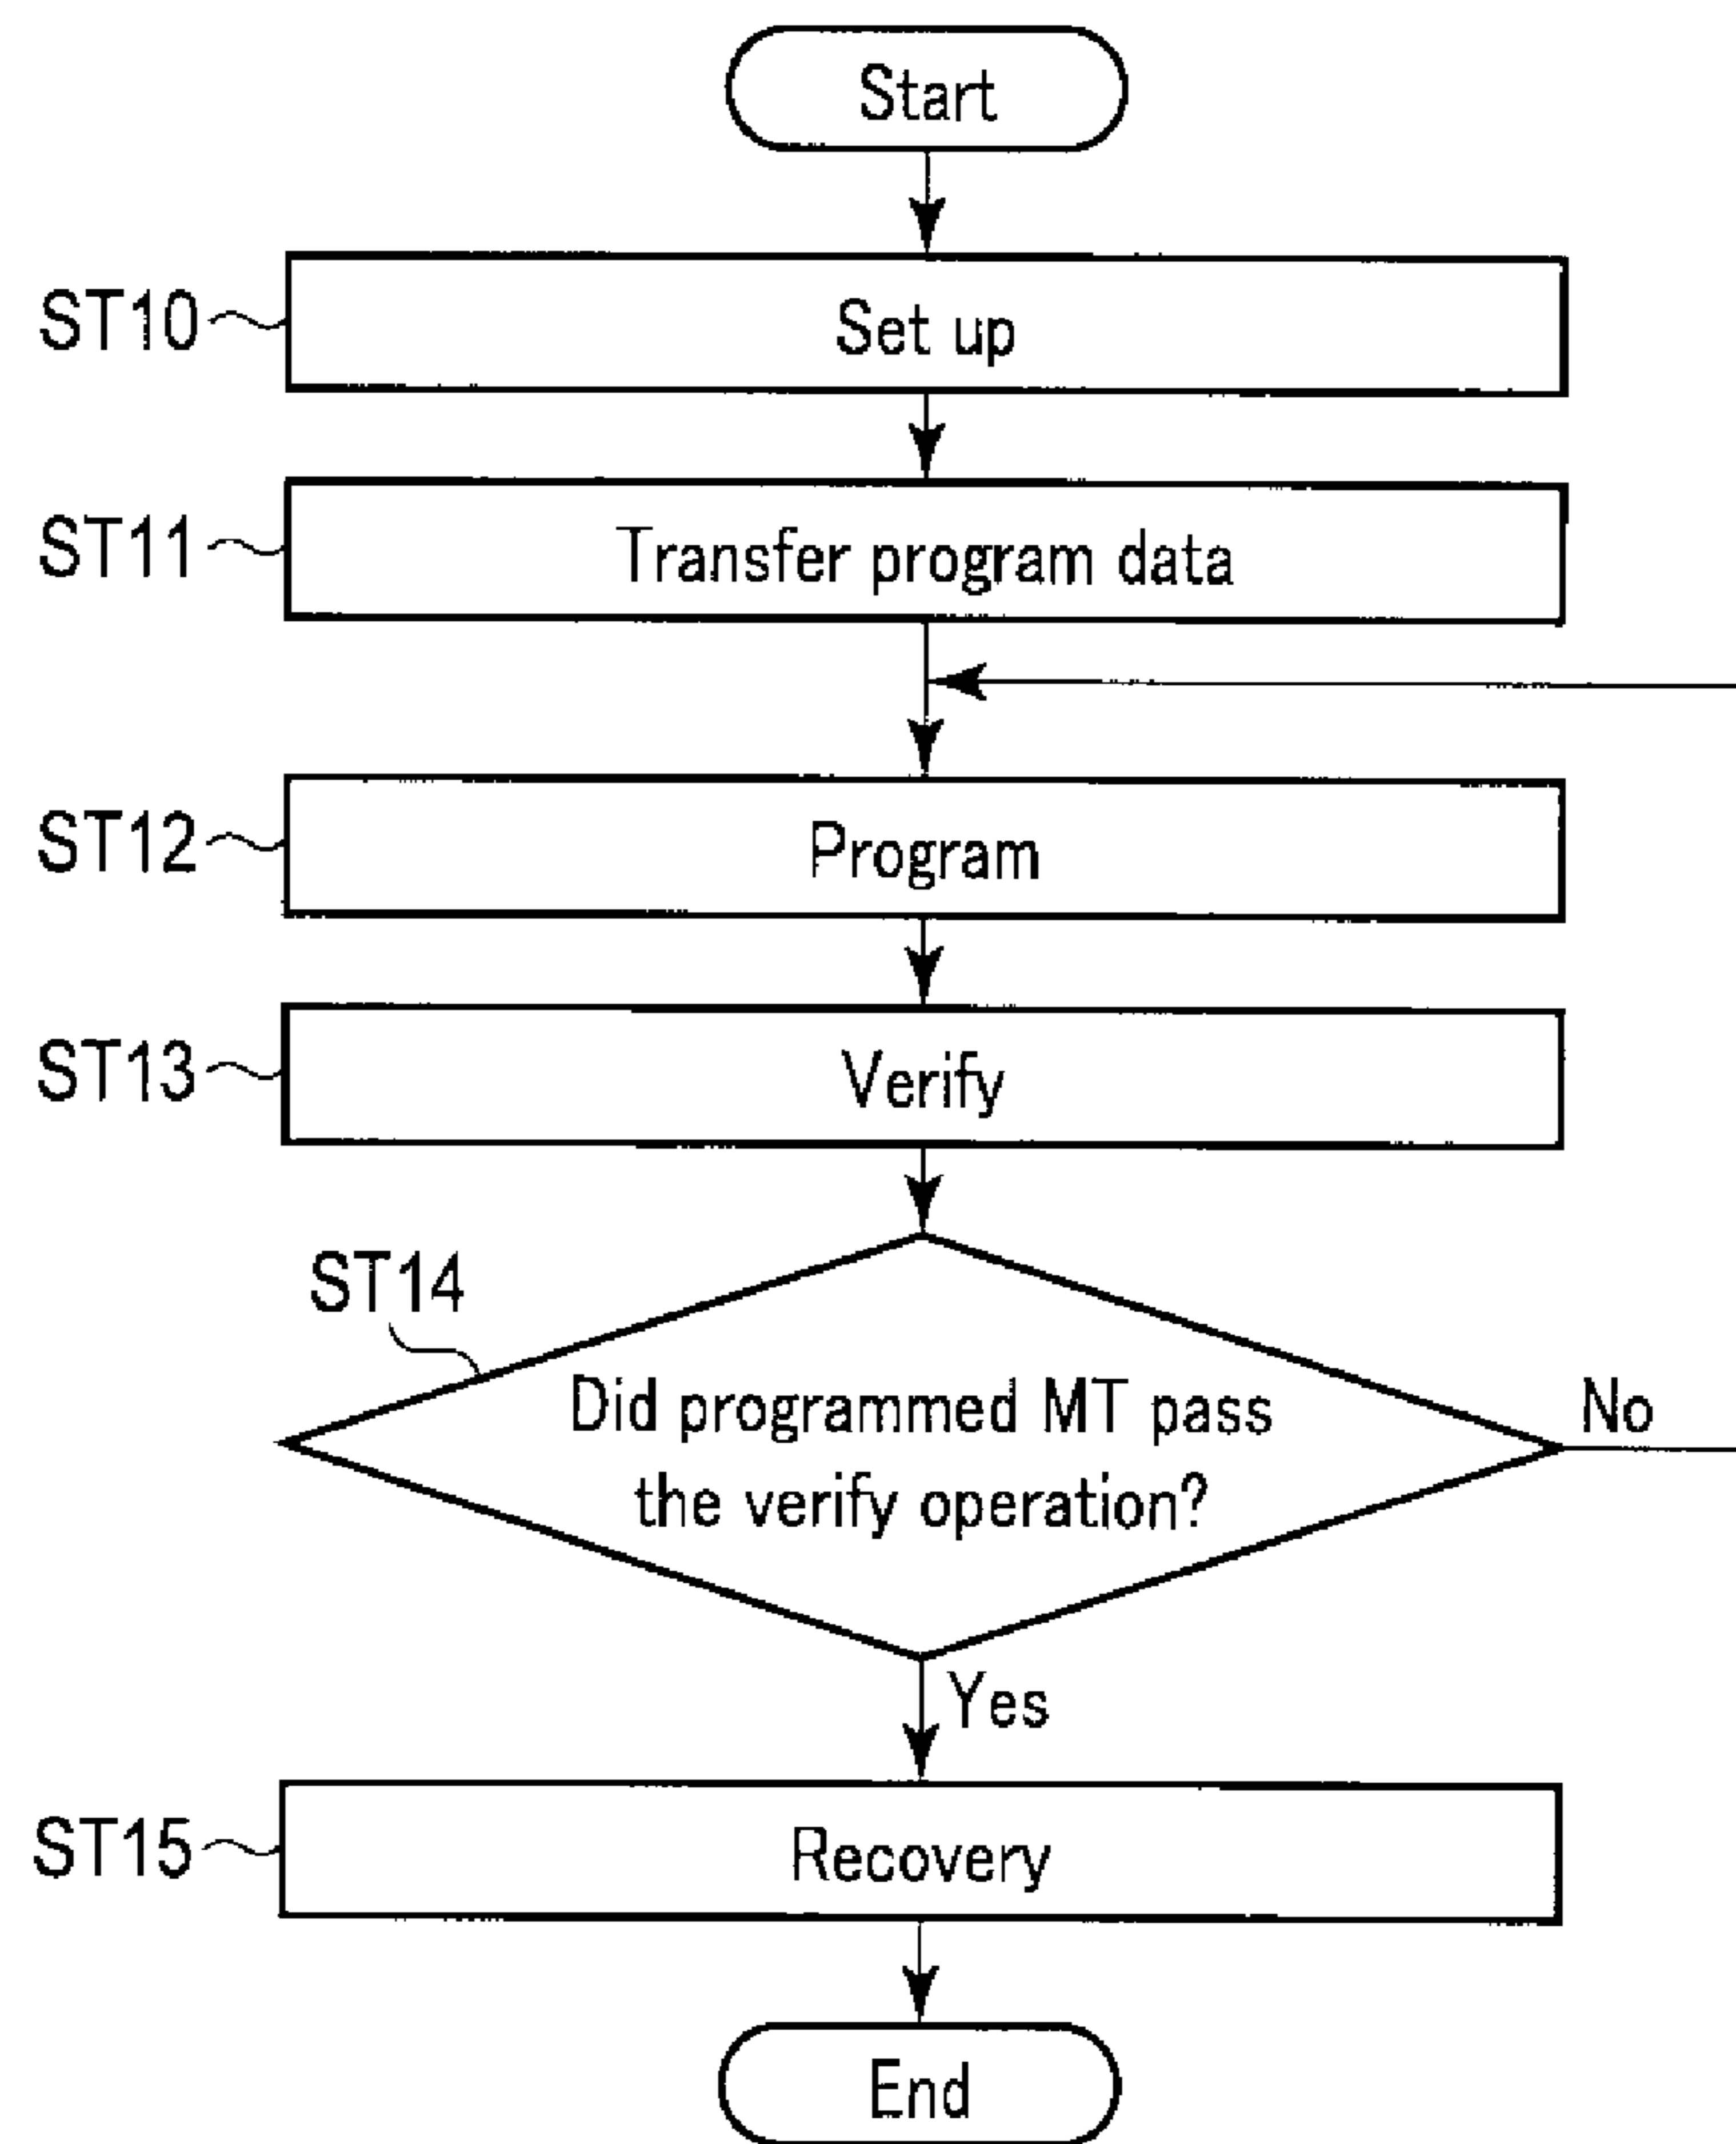 Start
ST10
Set up
ST11
Transfer program data
ST12
Program
ST13
Verify
ST14
Did programmed MT pass
the verify operation?
No
Yes
ST15
Recovery
End